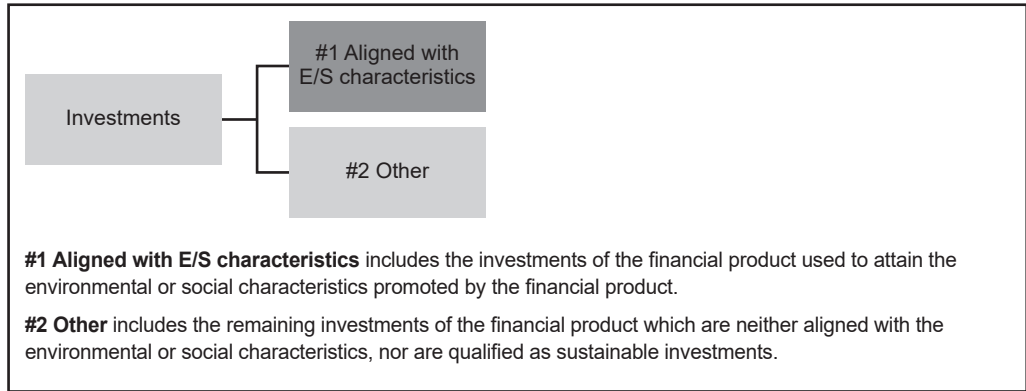 #1 Aligned with
E/S characteristics
Investments
#2 Other
#1 Aligned with E/S characteristics includes the investments of the financial product used to attain the
environmental or social characteristics promoted by the financial product.
#2 Other includes the remaining investments of the financial product which are neither aligned with the
environmental or social characteristics, nor are qualified as sustainable investments.